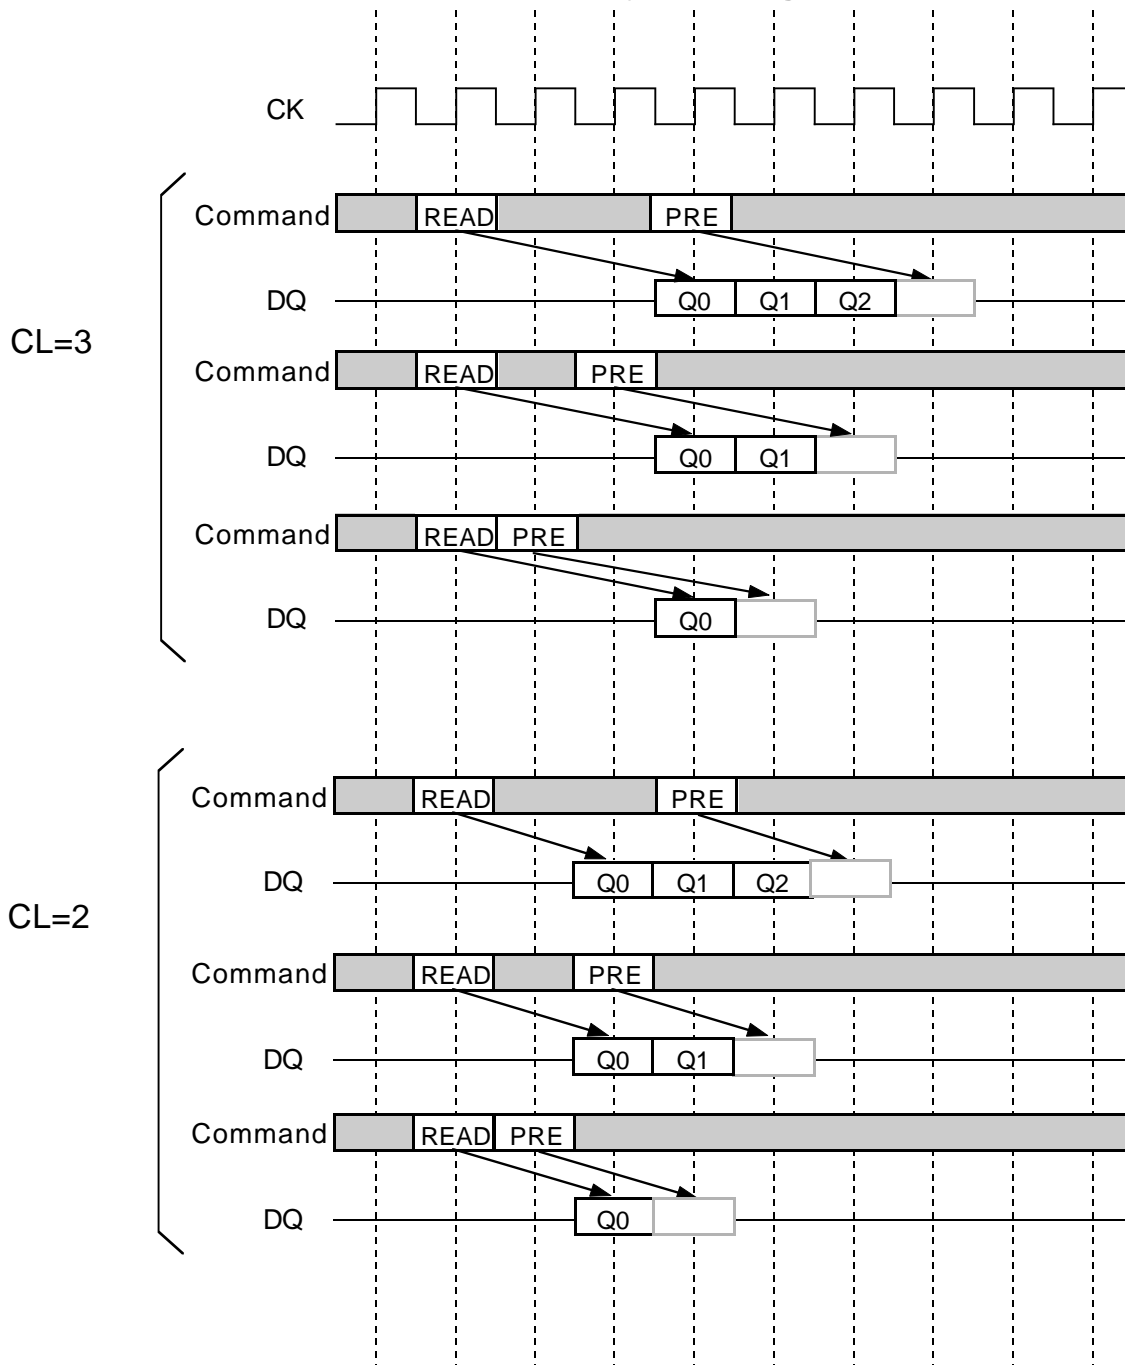 CK
Command READ PRE
DQ Q0 Q1 Q2
CL=3
Command READ PRE
DQ Q0 Q1
Command READ PRE
DQ Q0
Command READ PRE
DQ Q0 Q1 Q2
CL=2
Command READ PRE
DQ Q0 Q1
Command READ PRE
DQ Q0